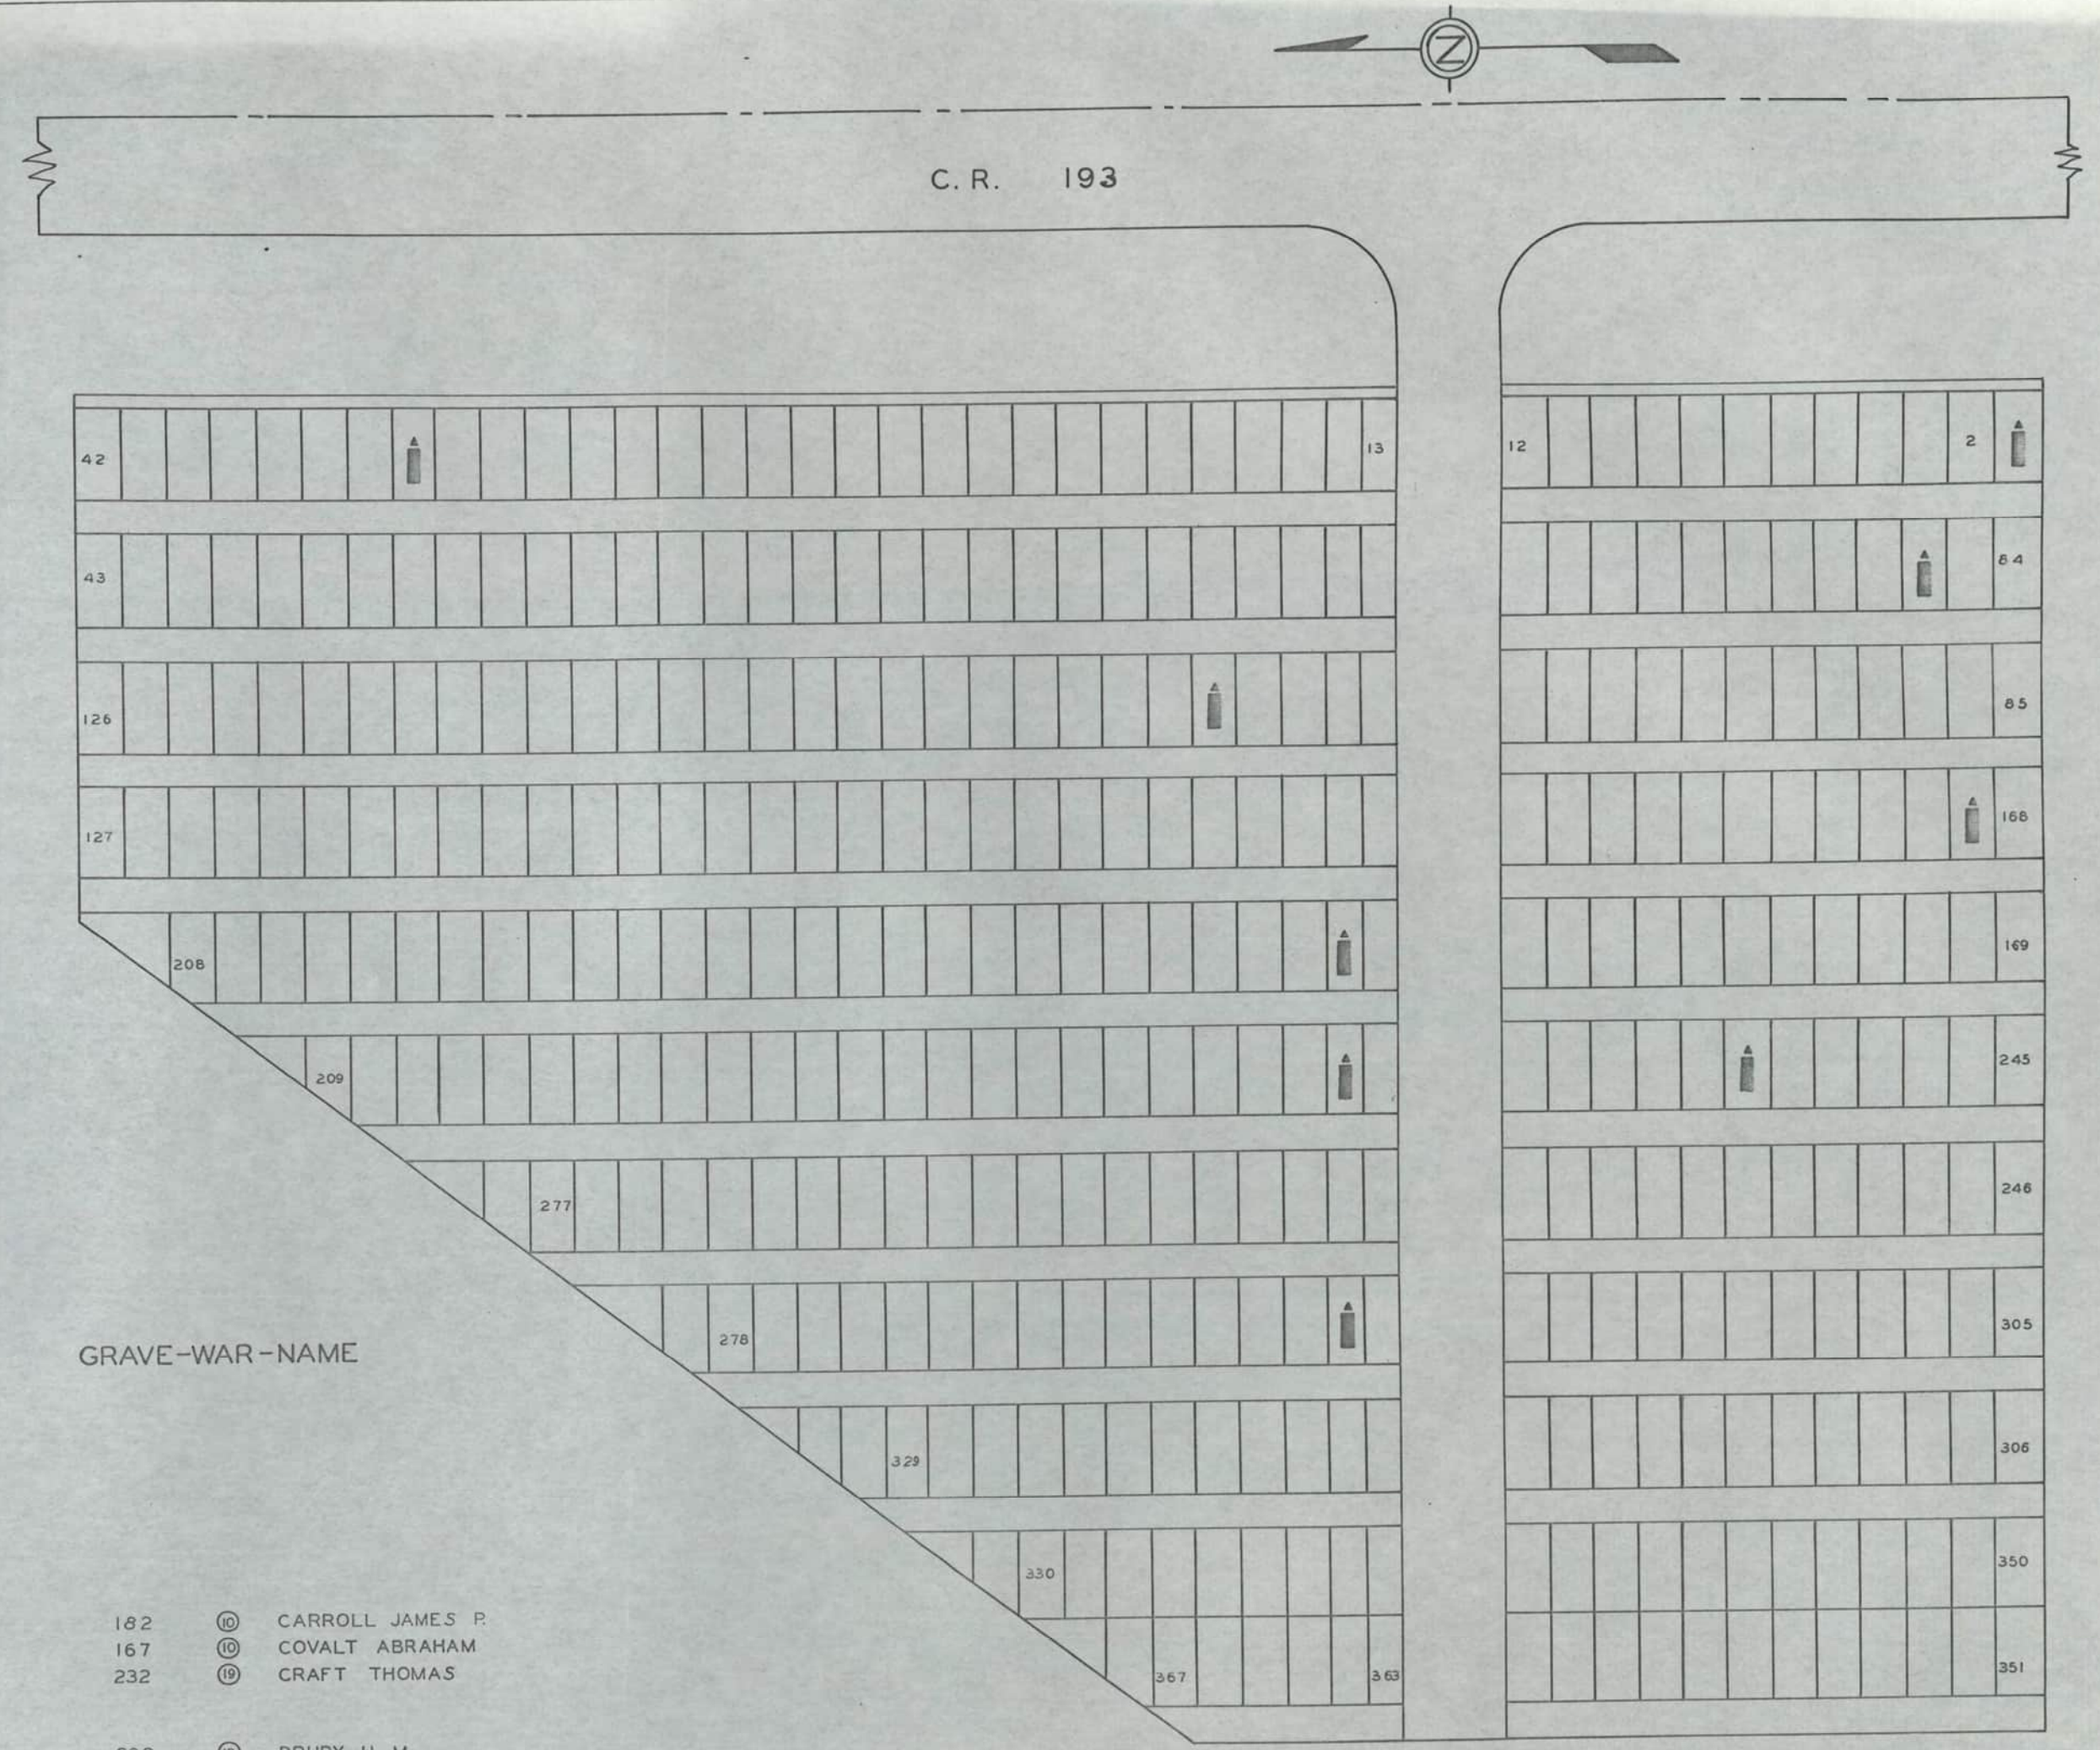 N
C. R. 193
42 13 12 2
43 84
126 85
127 168
208 169
209 245
277 246
278 305
329 306
330 350
367 363 351
GRAVE-WAR-NAME
182 ⑩ CARROLL JAMES P.
167 ⑩ COVALT ABRAHAM
232 ⑲ CRAFT THOMAS